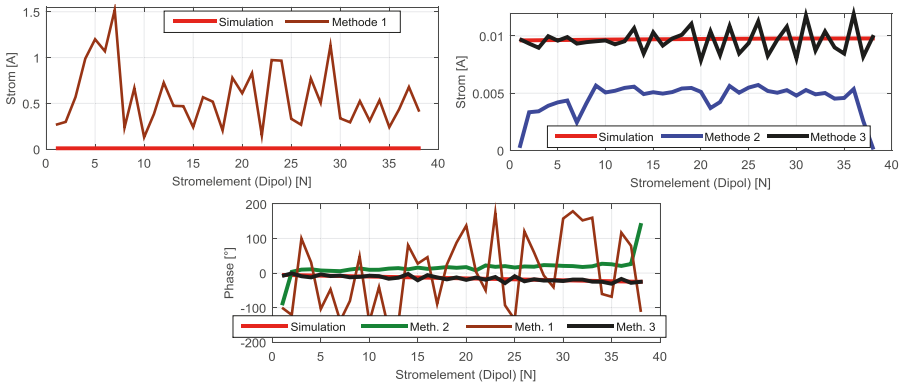 Simulation Methode 1
Strom [A]
1.5
1
0.5
0
0 5 10 15 20 25 30 35 40
Stromelement (Dipol) [N]
Strom [A]
0.01
0.005
0
Simulation Methode 2 Methode 3
0 5 10 15 20 25 30 35 40
Stromelement (Dipol) [N]
Phase [°]
200
100
0
-100
-200
Simulation Meth. 2 Meth. 1 Meth. 3
0 5 10 15 20 25 30 35 40
Stromelement (Dipol) [N]